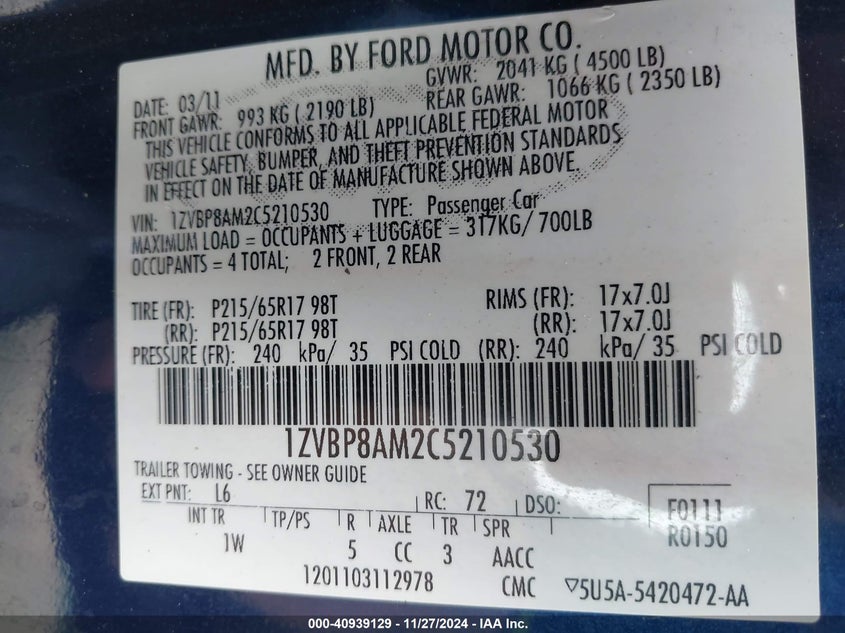 MFD. BY FORD MOTOR CO.
DATE: 03/11 GVWR: 2041 KG ( 4500 LB)
FRONT GAWR: 993 KG ( 2190 LB) REAR GAWR: 1066 KG ( 2350 LB)
THIS VEHICLE CONFORMS TO ALL APPLICABLE FEDERAL MOTOR
VEHICLE SAFETY, BUMPER, AND THEFT PREVENTION STANDARDS
IN EFFECT ON THE DATE OF MANUFACTURE SHOWN ABOVE.
VIN: 1ZVBP8AM2C5210530 TYPE: Passenger Car
MAXIMUM LOAD = OCCUPANTS + LUGGAGE = 317KG/ 700LB
OCCUPANTS = 4 TOTAL; 2 FRONT, 2 REAR
TIRE (FR): P215/65R17 98T RIMS (FR): 17x7.0J
(RR): P215/65R17 98T (RR): 17x7.0J
PRESSURE (FR): 240 kPa/ 35 PSI COLD (RR): 240 kPa/ 35 PSI COLD
1ZVBP8AM2C5210530
TRAILER TOWING - SEE OWNER GUIDE
EXT PNT: L6 RC: 72 DSO: F0111
INT TR TP/PS R AXLE TR SPR R0150
1W 5 CC 3 AACC
1201103112978 CMC 5U5A-5420472-AA
000-40939129 - 11/27/2024 - IAA Inc.